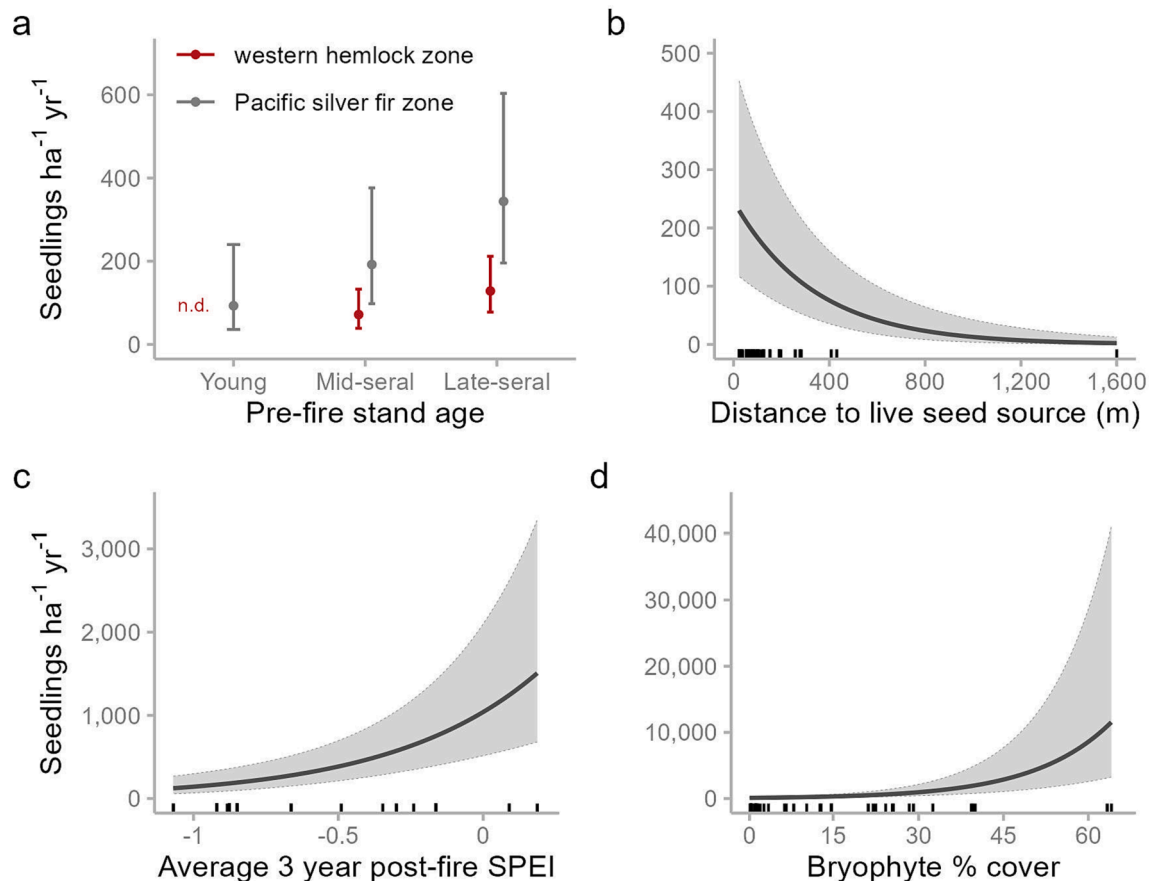 a
western hemlock zone
Pacific silver fir zone
Seedlings ha⁻¹ yr⁻¹
600
400
200
0
n.d.
Young Mid-seral Late-seral
Pre-fire stand age
b
500
400
300
200
100
0
0 400 800 1,200 1,600
Distance to live seed source (m)
c
Seedlings ha⁻¹ yr⁻¹
3,000
2,000
1,000
0
-1 -0.5 0
Average 3 year post-fire SPEI
d
40,000
30,000
20,000
10,000
0
0 15 30 45 60
Bryophyte % cover